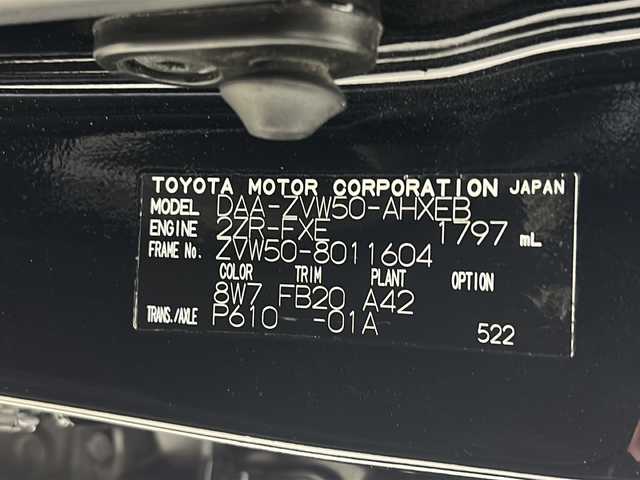 TOYOTA MOTOR CORPORATION JAPAN
MODEL DAA-ZVW50-AHXEB
ENGINE 2ZR-FXE 1797 mL
FRAME No. ZVW50-8011604
COLOR TRIM PLANT OPTION
8W7 FB20 A42
TRANS./AXLE P610 -01A
522